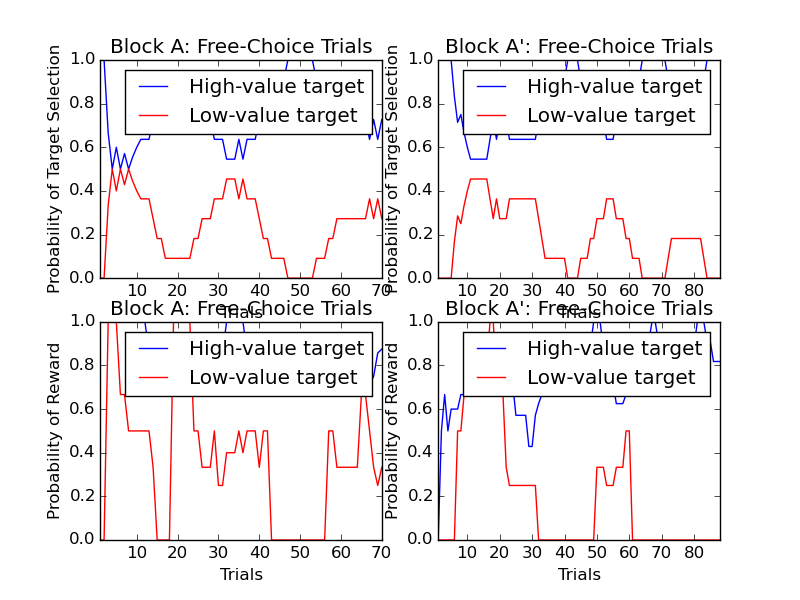 Block A: Free-Choice Trials
Probability of Target Selection
1.0
0.8
0.6
0.4
0.2
0.0
High-value target
Low-value target
10 20 30 40 50 60 70
Trials
Block A': Free-Choice Trials
Probability of Target Selection
1.0
0.8
0.6
0.4
0.2
0.0
High-value target
Low-value target
10 20 30 40 50 60 70 80
Trials
Block A: Free-Choice Trials
Probability of Reward
1.0
0.8
0.6
0.4
0.2
0.0
High-value target
Low-value target
10 20 30 40 50 60 70
Trials
Block A': Free-Choice Trials
Probability of Reward
1.0
0.8
0.6
0.4
0.2
0.0
High-value target
Low-value target
10 20 30 40 50 60 70 80
Trials